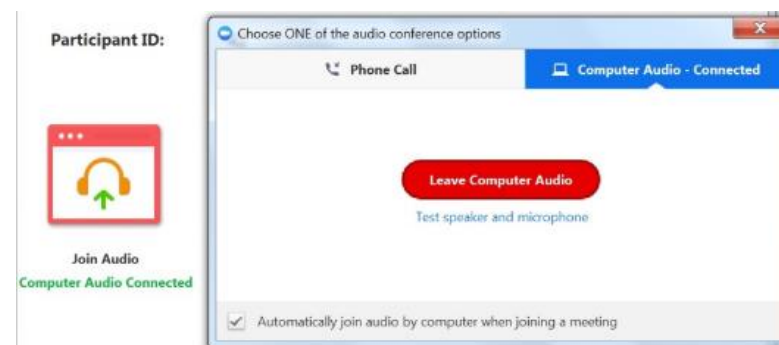 Participant ID:
Choose ONE of the audio conference options
Phone Call
Computer Audio - Connected
Leave Computer Audio
Test speaker and microphone
Join Audio
Computer Audio Connected
Automatically join audio by computer when joining a meeting